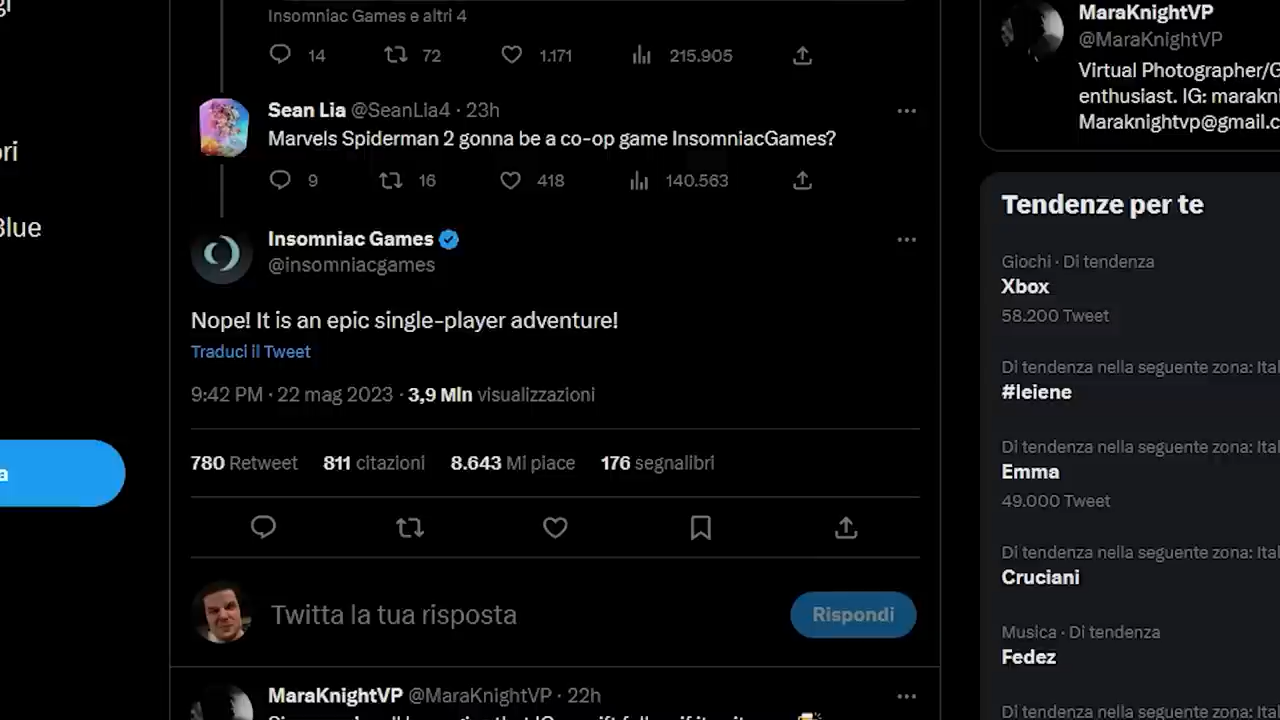 Insomniac Games e altri 4
14 72 1.171 215.905
Sean Lia @SeanLia4 · 23h
Marvels Spiderman 2 gonna be a co-op game InsomniacGames?
9 16 418 140.563
Insomniac Games
@insomniacgames
Nope! It is an epic single-player adventure!
Traduci il Tweet
9:42 PM · 22 mag 2023 · 3,9 Mln visualizzazioni
780 Retweet 811 citazioni 8.643 Mi piace 176 segnalibri
Twitta la tua risposta
Rispondi
MaraKnightVP @MaraKnightVP · 22h
Blue
MaraKnightVP
@MaraKnightVP
Virtual Photographer/G
enthusiast. IG: marakni
Maraknightvp@gmail.c
Tendenze per te
Giochi · Di tendenza
Xbox
58.200 Tweet
Di tendenza nella seguente zona: Ital
#leiene
Di tendenza nella seguente zona: Ital
Emma
49.000 Tweet
Di tendenza nella seguente zona: Ital
Cruciani
Musica · Di tendenza
Fedez
Di tendenza nella seguente zona: Ital